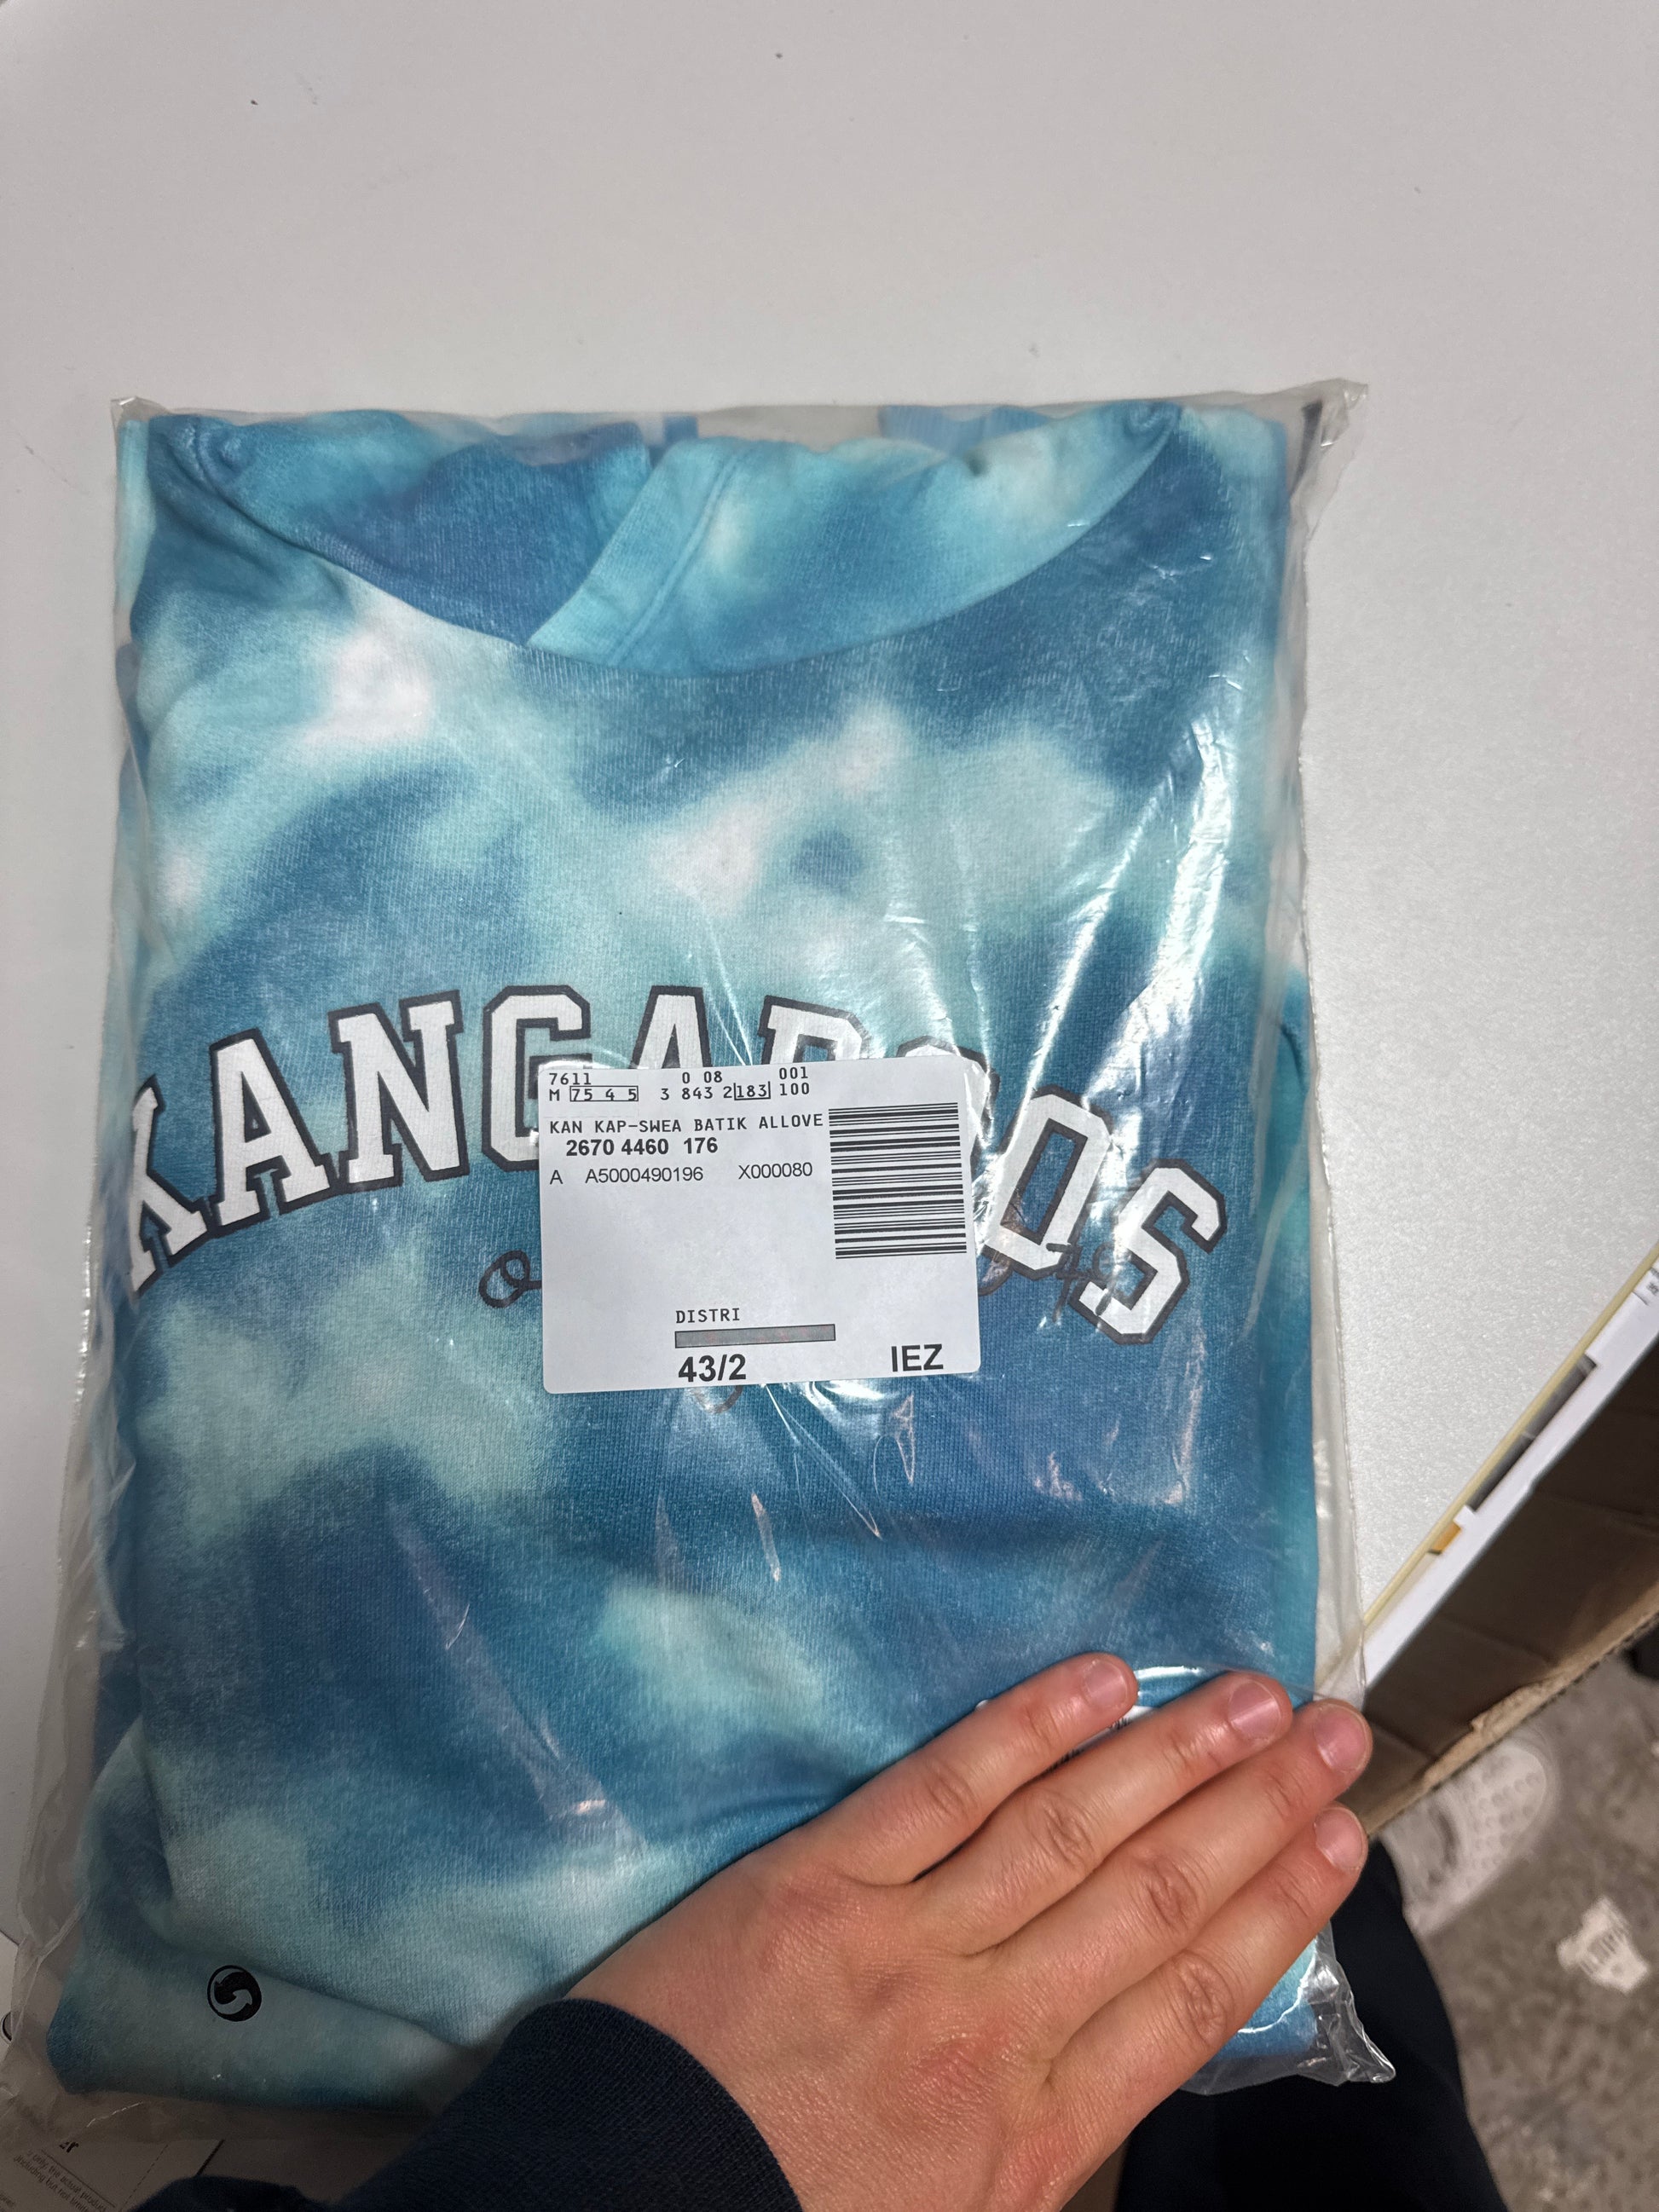 KANGAROOS
7611 0 08 001
M 75 4 5 3 843 2 183 100
KAN KAP-SWEA BATIK ALLOVE
2670 4460 176
A A5000490196 X000080
DISTRI
43/2 IEZ